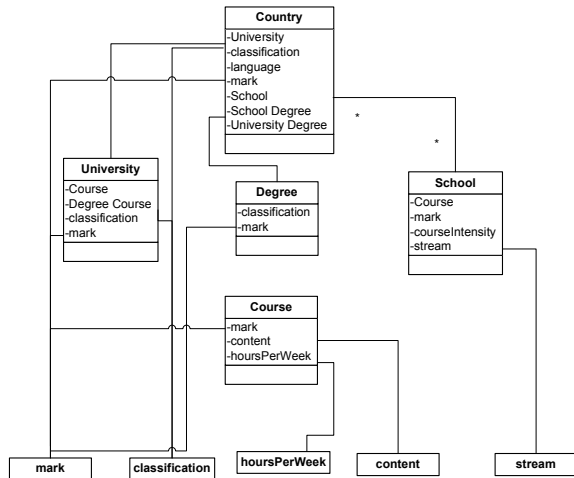 Country
-University
-classification
-language
-mark
-School
-School Degree
-University Degree
*
*
University
-Course
-Degree Course
-classification
-mark
Degree
-classification
-mark
School
-Course
-mark
-courseIntensity
-stream
Course
-mark
-content
-hoursPerWeek
mark
classification
hoursPerWeek
content
stream